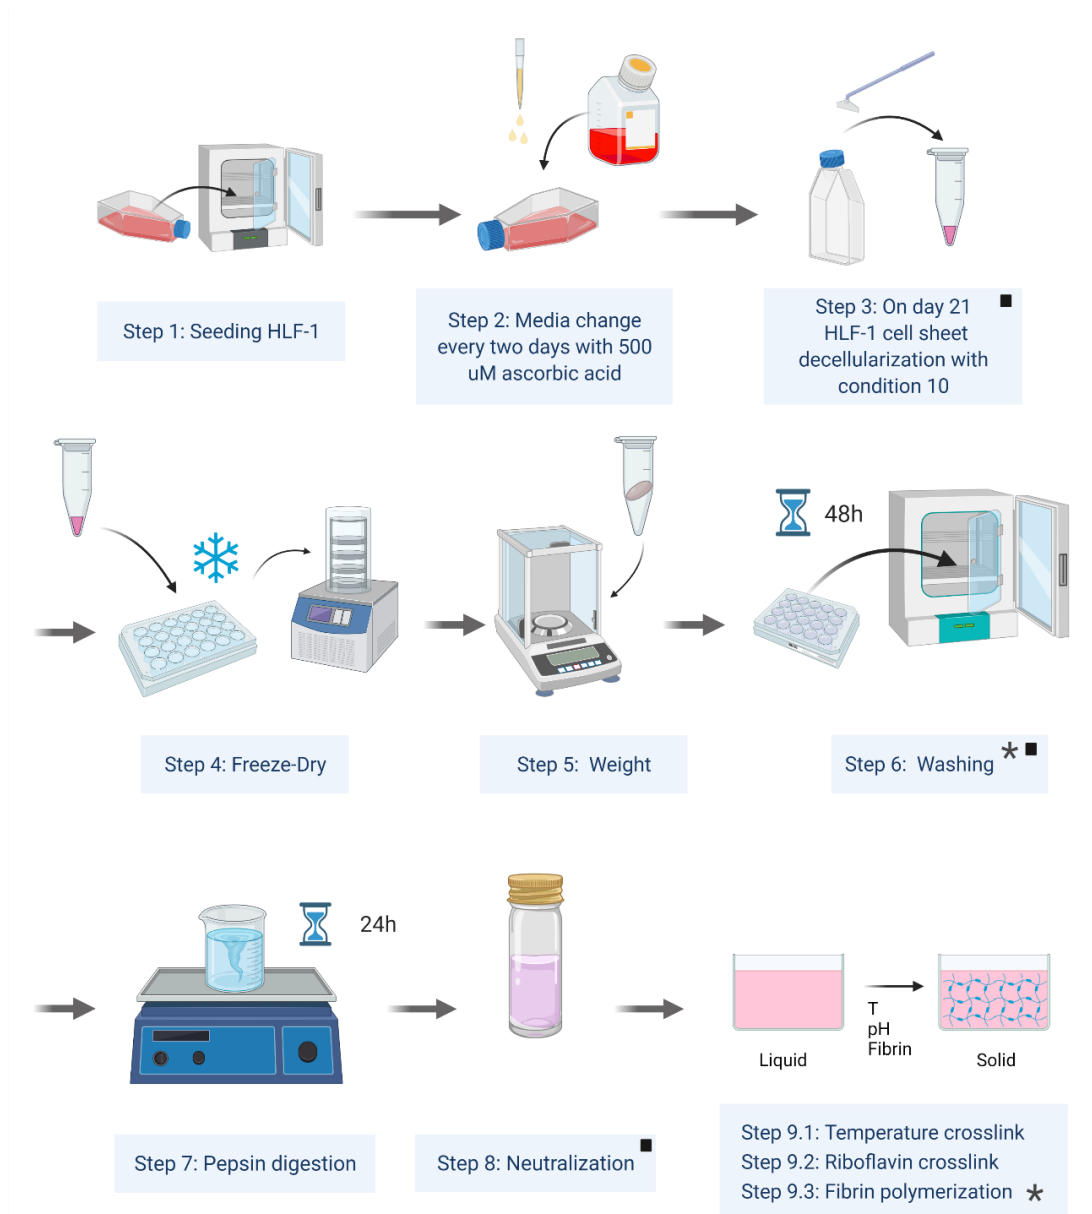 Step 1: Seeding HLF-1
Step 2: Media change
every two days with 500
uM ascorbic acid
Step 3: On day 21
HLF-1 cell sheet
decellularization with
condition 10
48h
Step 4: Freeze-Dry
Step 5: Weight
Step 6: Washing *
24h
T
pH
Fibrin
Liquid
Solid
Step 7: Pepsin digestion
Step 8: Neutralization
Step 9.1: Temperature crosslink
Step 9.2: Riboflavin crosslink
Step 9.3: Fibrin polymerization *